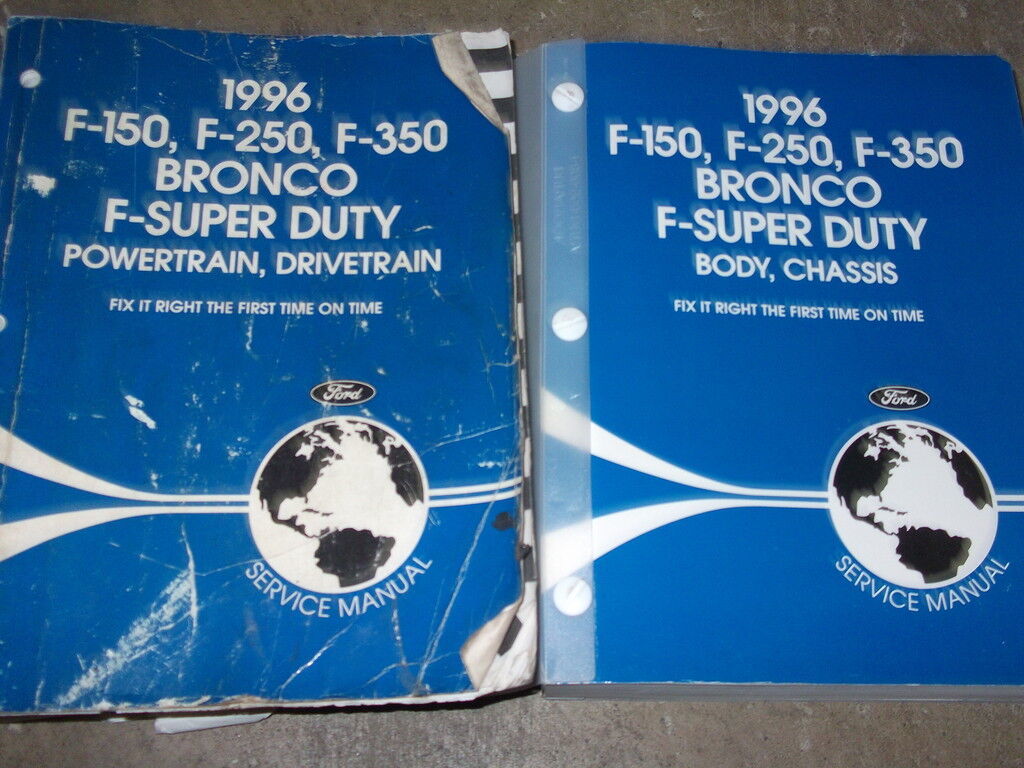 1996
F-150, F-250, F-350
BRONCO
F-SUPER DUTY
POWERTRAIN, DRIVETRAIN
FIX IT RIGHT THE FIRST TIME ON TIME
Ford
SERVICE MANUAL
1996
F-150, F-250, F-350
BRONCO
F-SUPER DUTY
BODY, CHASSIS
FIX IT RIGHT THE FIRST TIME ON TIME
Ford
SERVICE MANUAL